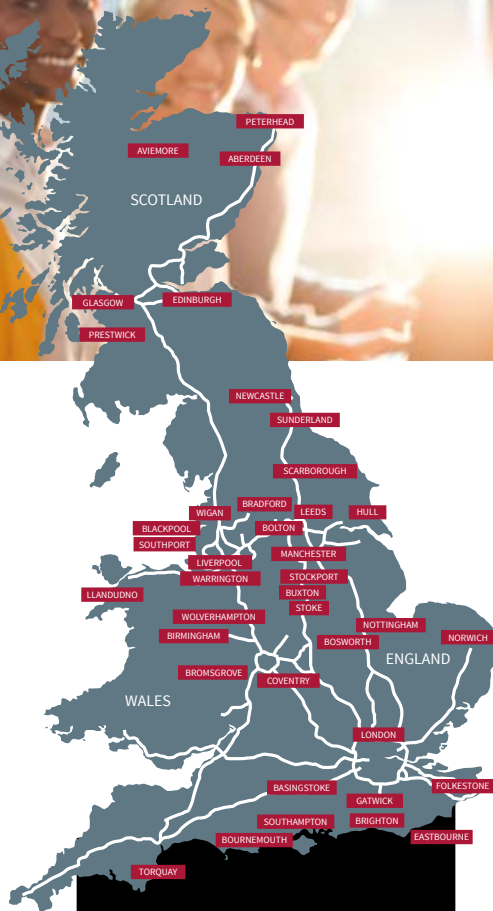 PETERHEAD
AVIEMORE
ABERDEEN
SCOTLAND
GLASGOW
EDINBURGH
PRESTWICK
NEWCASTLE
SUNDERLAND
SCARBOROUGH
BRADFORD
WIGAN
LEEDS
HULL
BLACKPOOL
BOLTON
SOUTHPORT
MANCHESTER
LIVERPOOL
WARRINGTON
STOCKPORT
LLANDUDNO
BUXTON
STOKE
WOLVERHAMPTON
NOTTINGHAM
BIRMINGHAM
BOSWORTH
NORWICH
ENGLAND
BROMSGROVE
COVENTRY
WALES
LONDON
BASINGSTOKE
FOLKESTONE
GATWICK
SOUTHAMPTON
BRIGHTON
BOURNEMOUTH
EASTBOURNE
TORQUAY